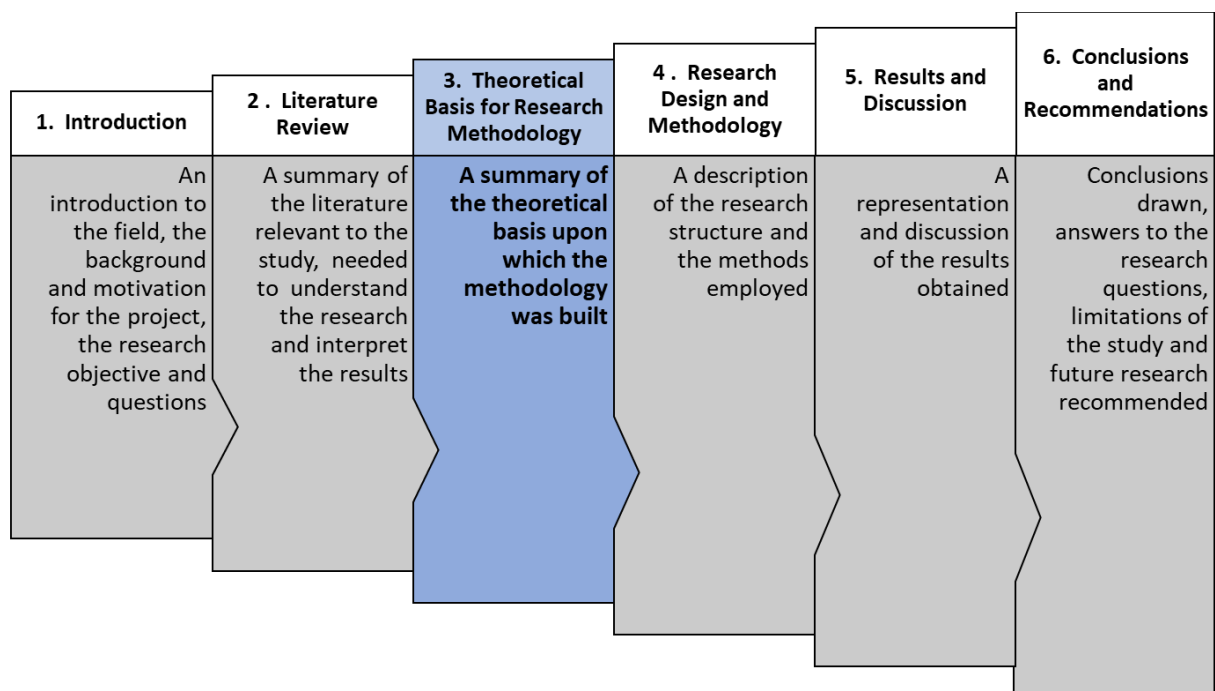 1. Introduction
An
introduction to
the field, the
background
and motivation
for the project,
the research
objective and
questions
2 . Literature
Review
A summary of
the literature
relevant to the
study, needed
to understand
the research
and interpret
the results
3. Theoretical
Basis for Research
Methodology
A summary of
the theoretical
basis upon
which the
methodology
was built
4 . Research
Design and
Methodology
A description
of the research
structure and
the methods
employed
5. Results and
Discussion
A
representation
and discussion
of the results
obtained
6. Conclusions
and
Recommendations
Conclusions
drawn,
answers to the
research
questions,
limitations of
the study and
future research
recommended